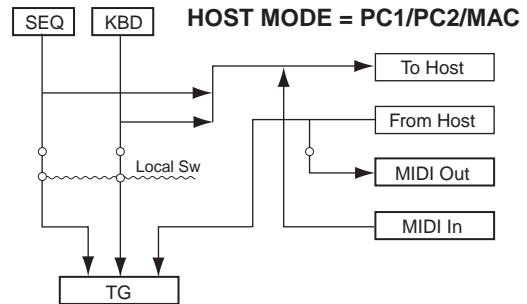 SEQ KBD HOST MODE = PC1/PC2/MAC
To Host
From Host
Local Sw
MIDI Out
MIDI In
TG